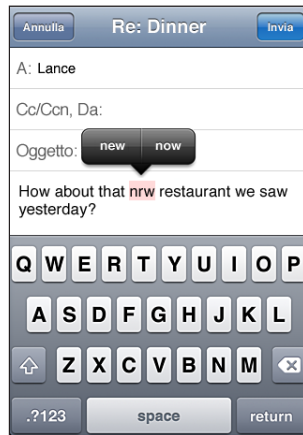 Annulla Re: Dinner Invia
A: Lance
Cc/Ccn, Da:
Oggetto:
new now
How about that nrw restaurant we saw
yesterday?
Q W E R T Y U I O P
A S D F G H J K L
Z X C V B N M
.?123 space return